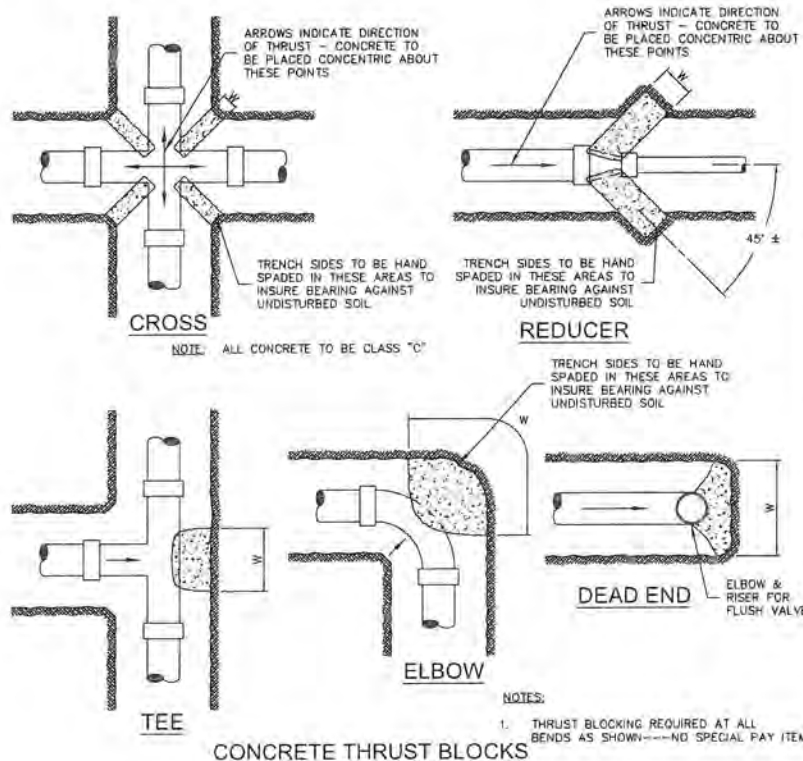 ARROWS INDICATE DIRECTION
OF THRUST – CONCRETE TO
BE PLACED CONCENTRIC ABOUT
THESE POINTS
W
TRENCH SIDES TO BE HAND
SPADED IN THESE AREAS TO
INSURE BEARING AGAINST
UNDISTURBED SOIL
CROSS
NOTE: ALL CONCRETE TO BE CLASS "C"
ARROWS INDICATE DIRECTION
OF THRUST – CONCRETE TO
BE PLACED CONCENTRIC ABOUT
THESE POINTS
W
45° ±
TRENCH SIDES TO BE HAND
SPADED IN THESE AREAS TO
INSURE BEARING AGAINST
UNDISTURBED SOIL
REDUCER
W
TEE
TRENCH SIDES TO BE HAND
SPADED IN THESE AREAS TO
INSURE BEARING AGAINST
UNDISTURBED SOIL
W
ELBOW
W
DEAD END
ELBOW &
RISER FOR
FLUSH VALVE
NOTES:
1. THRUST BLOCKING REQUIRED AT ALL
BENDS AS SHOWN---NO SPECIAL PAY ITEM
CONCRETE THRUST BLOCKS